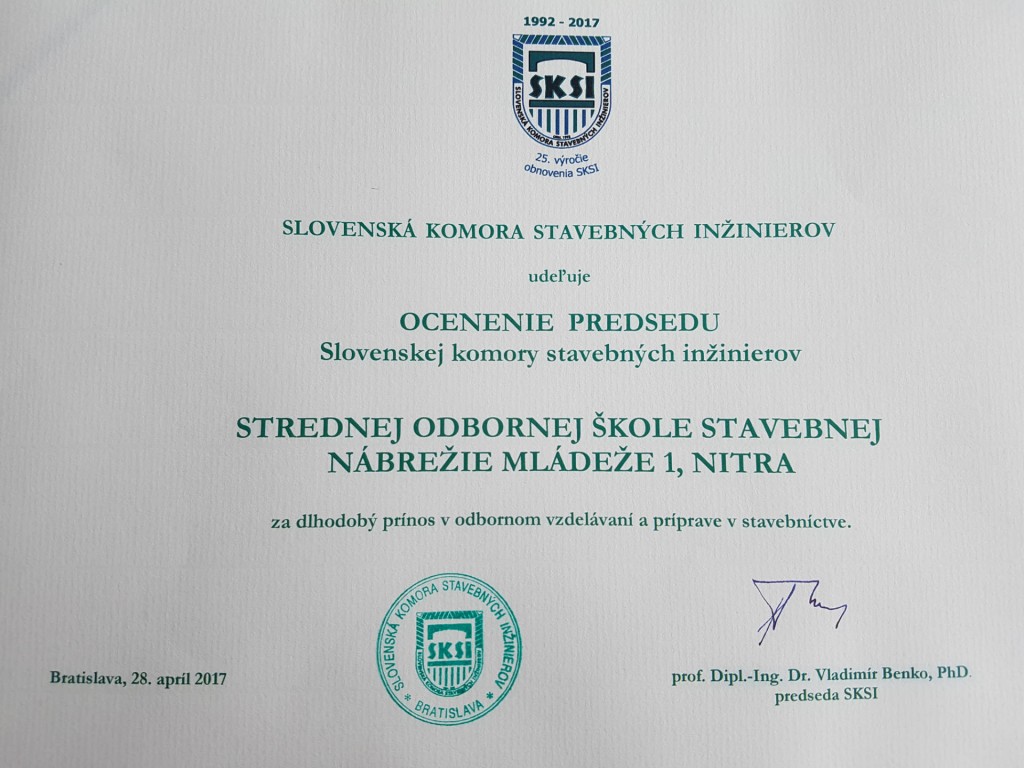 1992 - 2017
SKSI
SLOVENSKÁ KOMORA STAVEBNÝCH INŽINIEROV
25. výročie
obnovenia SKSI
SLOVENSKÁ KOMORA STAVEBNÝCH INŽINIEROV
udeľuje
OCENENIE PREDSEDU
Slovenskej komory stavebných inžinierov
STREDNEJ ODBORNEJ ŠKOLE STAVEBNEJ
NÁBREŽIE MLÁDEŽE 1, NITRA
za dlhodobý prínos v odbornom vzdelávaní a príprave v stavebníctve.
* SLOVENSKÁ KOMORA STAVEBNÝCH INŽINIEROV *
SKSI
BRATISLAVA
Bratislava, 28. apríl 2017
prof. Dipl.-Ing. Dr. Vladimír Benko, PhD.
predseda SKSI